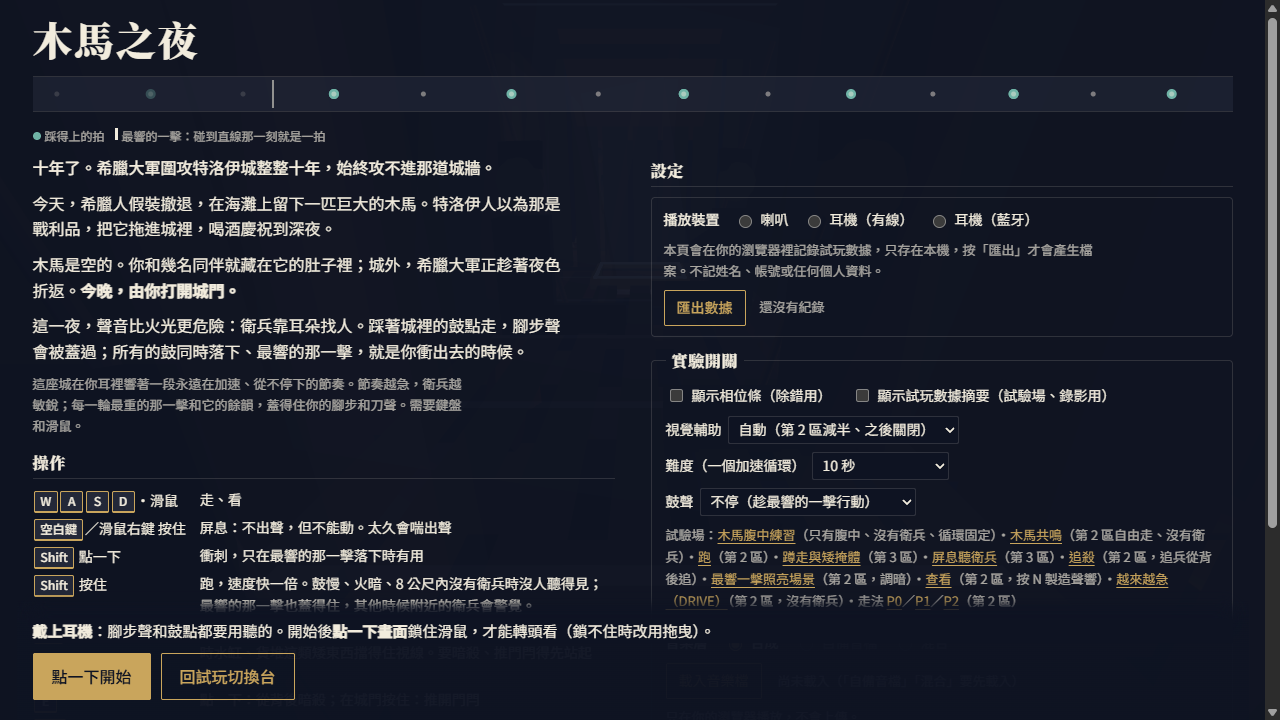 木馬之夜
踩得上的拍 最響的一擊：碰到直線那一刻就是一拍
十年了。希臘大軍圍攻特洛伊城整整十年，始終攻不進那道城牆。
今天，希臘人假裝撤退，在海灘上留下一匹巨大的木馬。特洛伊人以為那是
戰利品，把它拖進城裡，喝酒慶祝到深夜。
木馬是空的。你和幾名同伴就藏在它的肚子裡；城外，希臘大軍正趁著夜色
折返。今晚，由你打開城門。
這一夜，聲音比火光更危險：衛兵靠耳朵找人。踩著城裡的鼓點走，腳步聲
會被蓋過；所有的鼓同時落下、最響的那一擊，就是你衝出去的時候。
這座城在你耳裡響著一段永遠在加速、從不停下的節奏。節奏越急，衛兵越
敏銳；每一輪最重的那一擊和它的餘韻，蓋得住你的腳步和刀聲。需要鍵盤
和滑鼠。
操作
W A S D・滑鼠 走、看
空白鍵／滑鼠右鍵 按住 屏息：不出聲，但不能動。太久會喘出聲
Shift 點一下 衝刺，只在最響的那一擊落下時有用
Shift 按住 跑，速度快一倍。鼓慢、火暗、8 公尺內沒有衛兵時沒人聽得見；
最響的那一擊也蓋得住，其他時候附近的衛兵會警覺。
設定
播放裝置 喇叭 耳機（有線） 耳機（藍牙）
本頁會在你的瀏覽器裡記錄試玩數據，只存在本機，按「匯出」才會產生檔
案。不記姓名、帳號或任何個人資料。
匯出數據 還沒有紀錄
實驗開關
顯示相位條（除錯用） 顯示試玩數據摘要（試驗場、錄影用）
視覺輔助 自動（第 2 區減半、之後關閉）
難度（一個加速循環） 10 秒
鼓聲 不停（趁最響的一擊行動）
試驗場：木馬腹中練習（只有腹中、沒有衛兵、循環固定）・木馬共鳴（第 2 區自由走、沒有衛
兵）・跑（第 2 區）・蹲走與矮掩體（第 3 區）・屏息聽衛兵（第 3 區）・追殺（第 2 區，追兵從背
後追）・最響一擊照亮場景（第 2 區，調暗）・查看（第 2 區，按 N 製造聲響）・越來越急
（DRIVE）（第 2 區，沒有衛兵）・走法 P0／P1／P2（第 2 區）
戴上耳機：腳步聲和鼓點都要用聽的。開始後點一下畫面鎖住滑鼠，才能轉頭看（鎖不住時改用拖曳）。
點一下開始 回試玩切換台